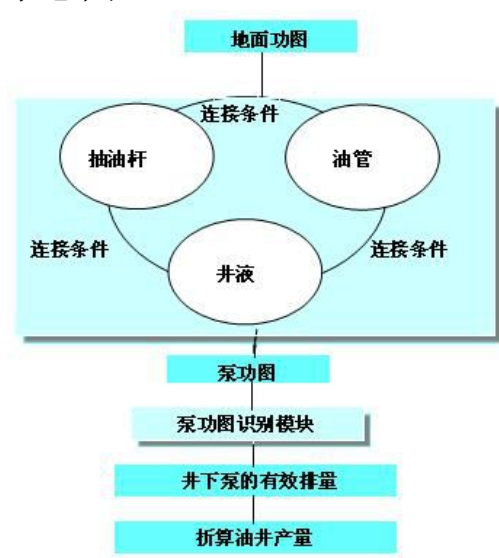 地面功图
连接条件
抽油杆
油管
连接条件
连接条件
井液
泵功图
泵功图识别模块
井下泵的有效排量
折算油井产量